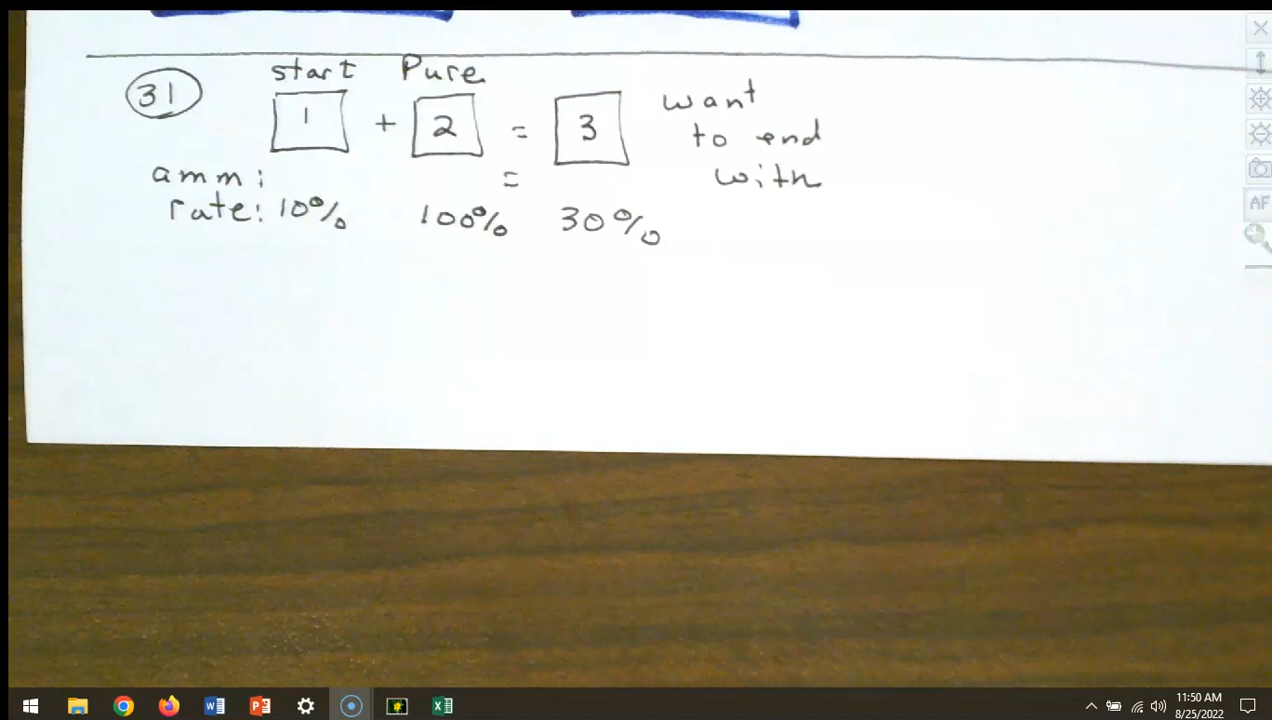 31 start Pure
1 + 2 = 3 want to end with
amm: =
rate: 10% 100% 30%
AF
11:50 AM
8/25/2022